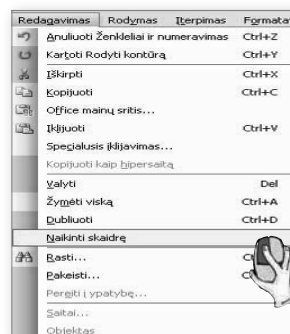 Redagavimas Rodymas Įterpimas Formata
Anuliuoti Ženkleliai ir numeravimas Ctrl+Z
Kartoti Rodyti kontūrą Ctrl+Y
Iškirpti Ctrl+X
Kopijuoti Ctrl+C
Office mainų sritis...
Įklijuoti Ctrl+V
Specialusis įklijavimas...
Kopijuoti kaip hipersaitą
Valyti Del
Žymėti viską Ctrl+A
Dubliuoti Ctrl+D
Naikinti skaidrę
Rasti...
Pakeisti...
Pereiti į ypatybę...
Saitai...
Objektas